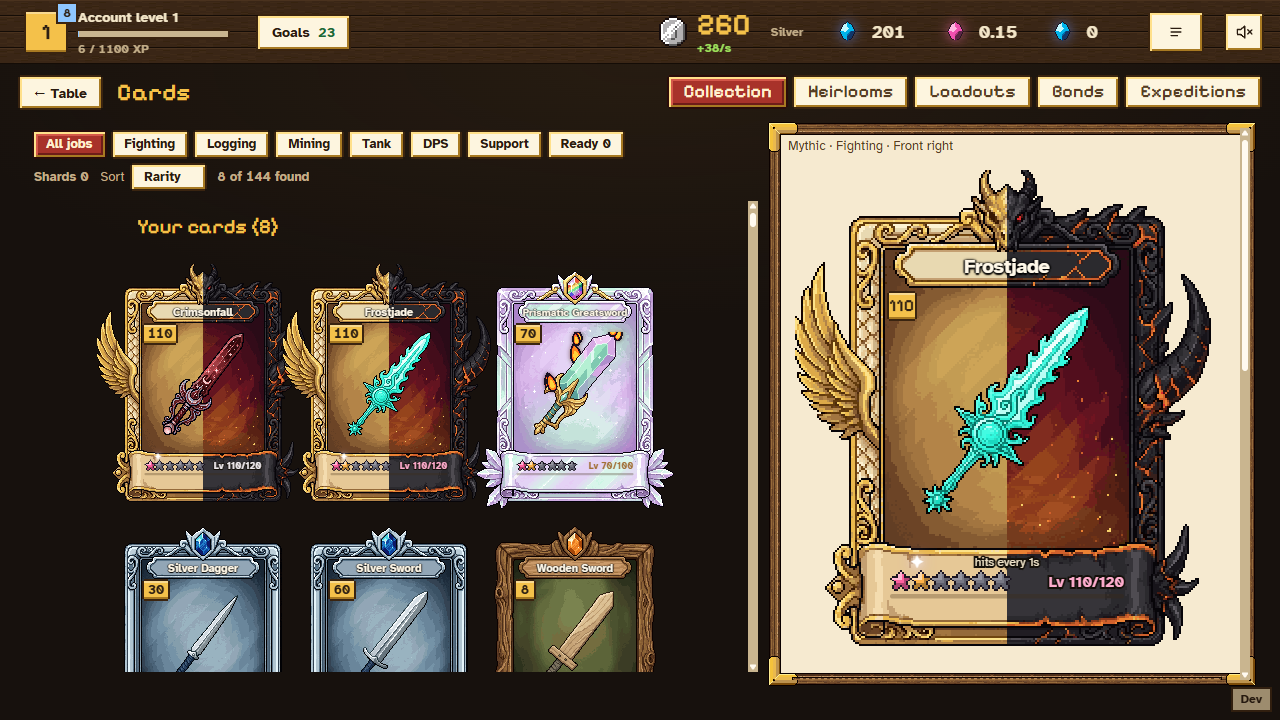 1
8
Account level 1
6 / 1100 XP
Goals 23
260
+38/s
Silver
201
0.15
0
← Table
Cards
Collection
Heirlooms
Loadouts
Bonds
Expeditions
All jobs
Fighting
Logging
Mining
Tank
DPS
Support
Ready 0
Shards 0
Sort
Rarity
8 of 144 found
Your cards (8)
Crimsonfall
110
Lv 110/120
Frostjade
110
Lv 110/120
Prismatic Greatsword
70
Lv 70/100
Silver Dagger
30
Silver Sword
60
Wooden Sword
8
Mythic · Fighting · Front right
Frostjade
110
hits every 1s
Lv 110/120
Dev